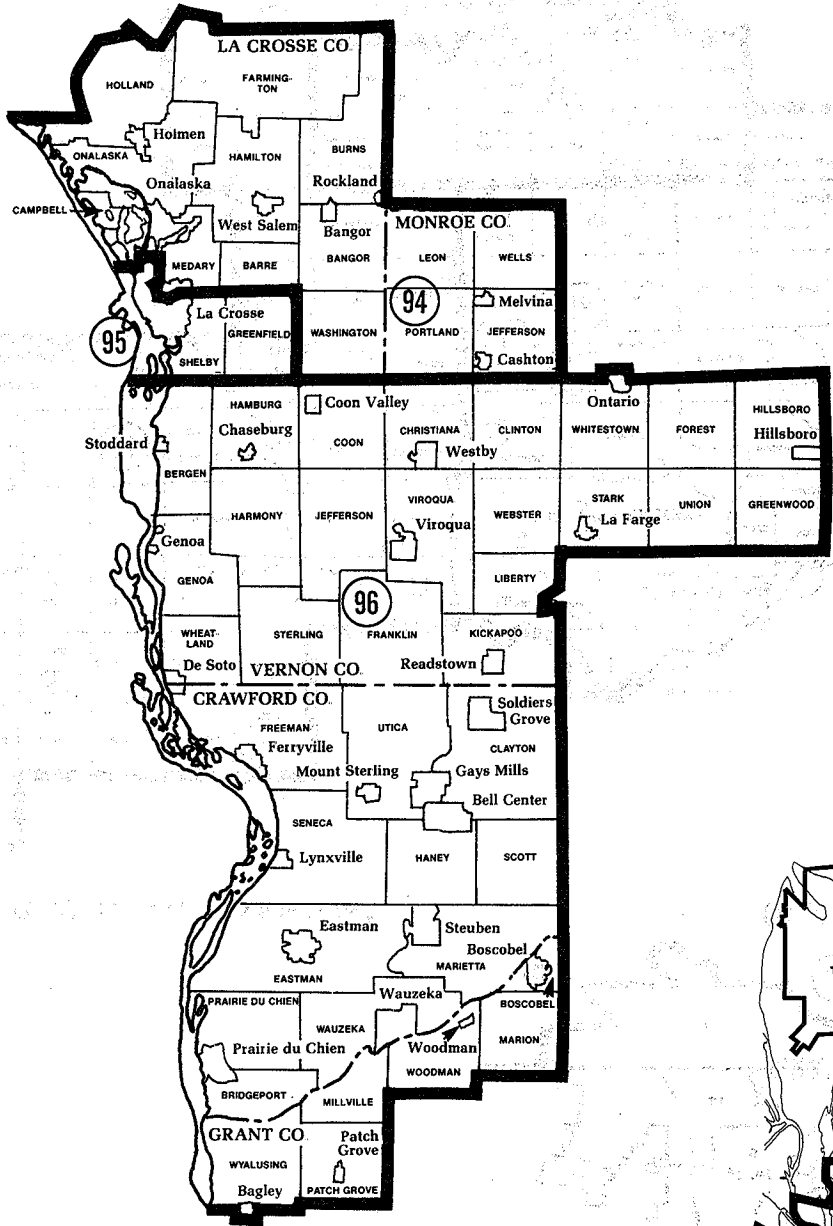 LA CROSSE CO.
HOLLAND
FARMING-
TON
Holmen
ONALASKA
HAMILTON
BURNS
Onalaska
Rockland
CAMPBELL
West Salem
Bangor
MONROE CO.
MEDARY
BARRE
BANGOR
LEON
WELLS
94
Melvina
La Crosse
95
GREENFIELD
WASHINGTON
PORTLAND
JEFFERSON
SHELBY
Cashton
HAMBURG
Coon Valley
Ontario
HILLSBORO
Chaseburg
CHRISTIANA
CLINTON
WHITESTOWN
FOREST
Stoddard
COON
Westby
Hillsboro
BERGEN
VIROQUA
STARK
HARMONY
JEFFERSON
Viroqua
WEBSTER
La Farge
UNION
GREENWOOD
Genoa
GENOA
LIBERTY
96
WHEAT-
LAND
STERLING
FRANKLIN
KICKAPOO
De Soto
VERNON CO.
Readstown
CRAWFORD CO.
Soldiers
Grove
FREEMAN
UTICA
Ferryville
CLAYTON
Mount Sterling
Gays Mills
Bell Center
SENECA
Lynxville
HANEY
SCOTT
Eastman
Steuben
Boscobel
EASTMAN
MARIETTA
Wauzeka
PRAIRIE DU CHIEN
BOSCOBEL
WAUZEKA
MARION
Prairie du Chien
Woodman
WOODMAN
BRIDGEPORT
MILLVILLE
GRANT CO.
Patch
Grove
WYALUSING
Bagley
PATCH GROVE